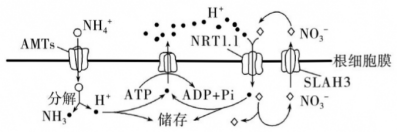 H⁺
NH₄⁺
AMTs
NRT1.1
NO₃⁻
根细胞膜
SLAH3
分解
H⁺
ATP
ADP+Pi
NO₃⁻
NH₃
储存